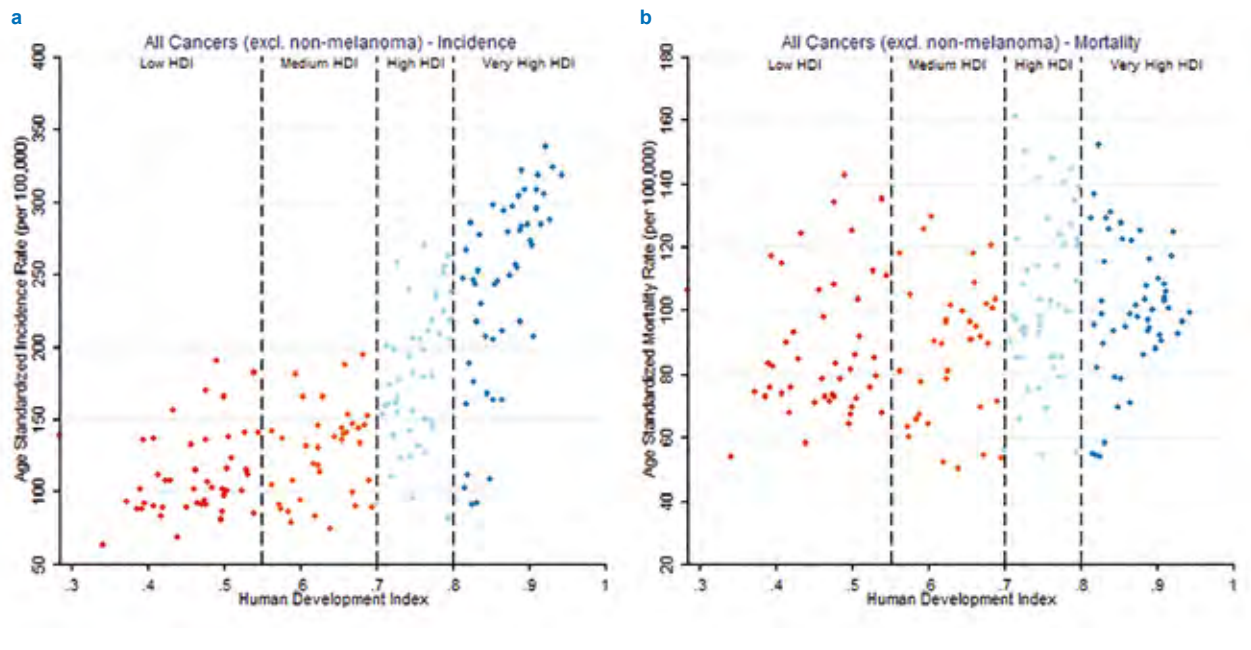 a
All Cancers (excl. non-melanoma) - Incidence
Low HDI Medium HDI High HDI Very High HDI
Age Standardized Incidence Rate (per 100,000)
400
350
300
250
200
150
100
50
.3 .4 .5 .6 .7 .8 .9 1
Human Development Index
b
All Cancers (excl. non-melanoma) - Mortality
Low HDI Medium HDI High HDI Very High HDI
Age Standardized Mortality Rate (per 100,000)
180
160
140
120
100
80
60
40
20
.3 .4 .5 .6 .7 .8 .9 1
Human Development Index